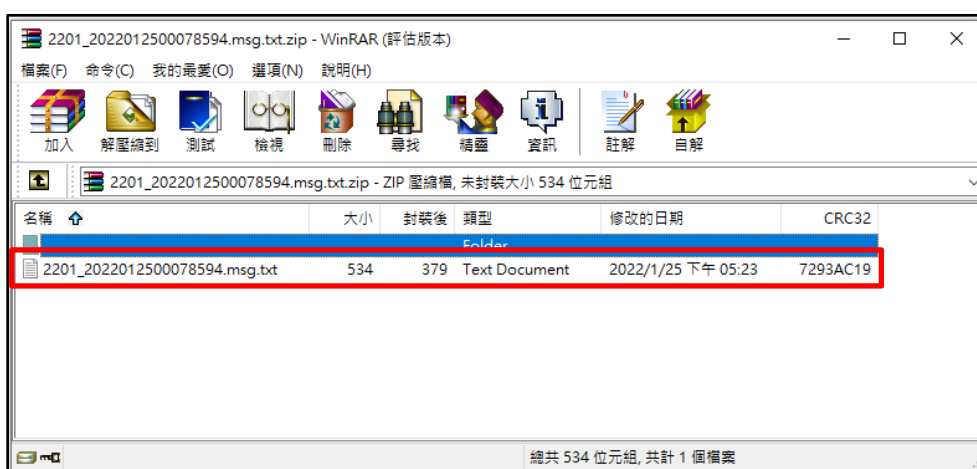 2201_2022012500078594.msg.txt.zip - WinRAR (評估版本)
檔案(F) 命令(C) 我的最愛(O) 選項(N) 說明(H)
加入 解壓縮到 測試 檢視 刪除 尋找 精靈 資訊 註解 自解
2201_2022012500078594.msg.txt.zip - ZIP 壓縮檔, 未封裝大小 534 位元組
名稱 大小 封裝後 類型 修改的日期 CRC32
Folder
2201_2022012500078594.msg.txt 534 379 Text Document 2022/1/25 下午 05:23 7293AC19
總共 534 位元組, 共計 1 個檔案